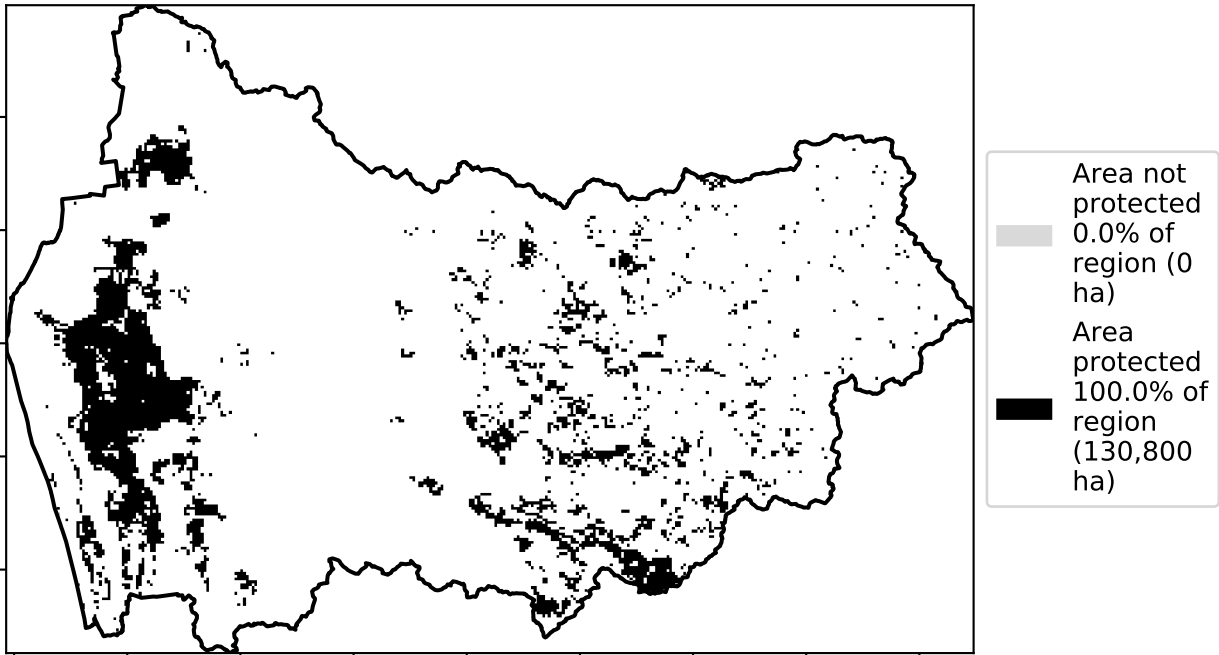 Area not
protected
0.0% of
region (0
ha)
Area
protected
100.0% of
region
(130,800
ha)